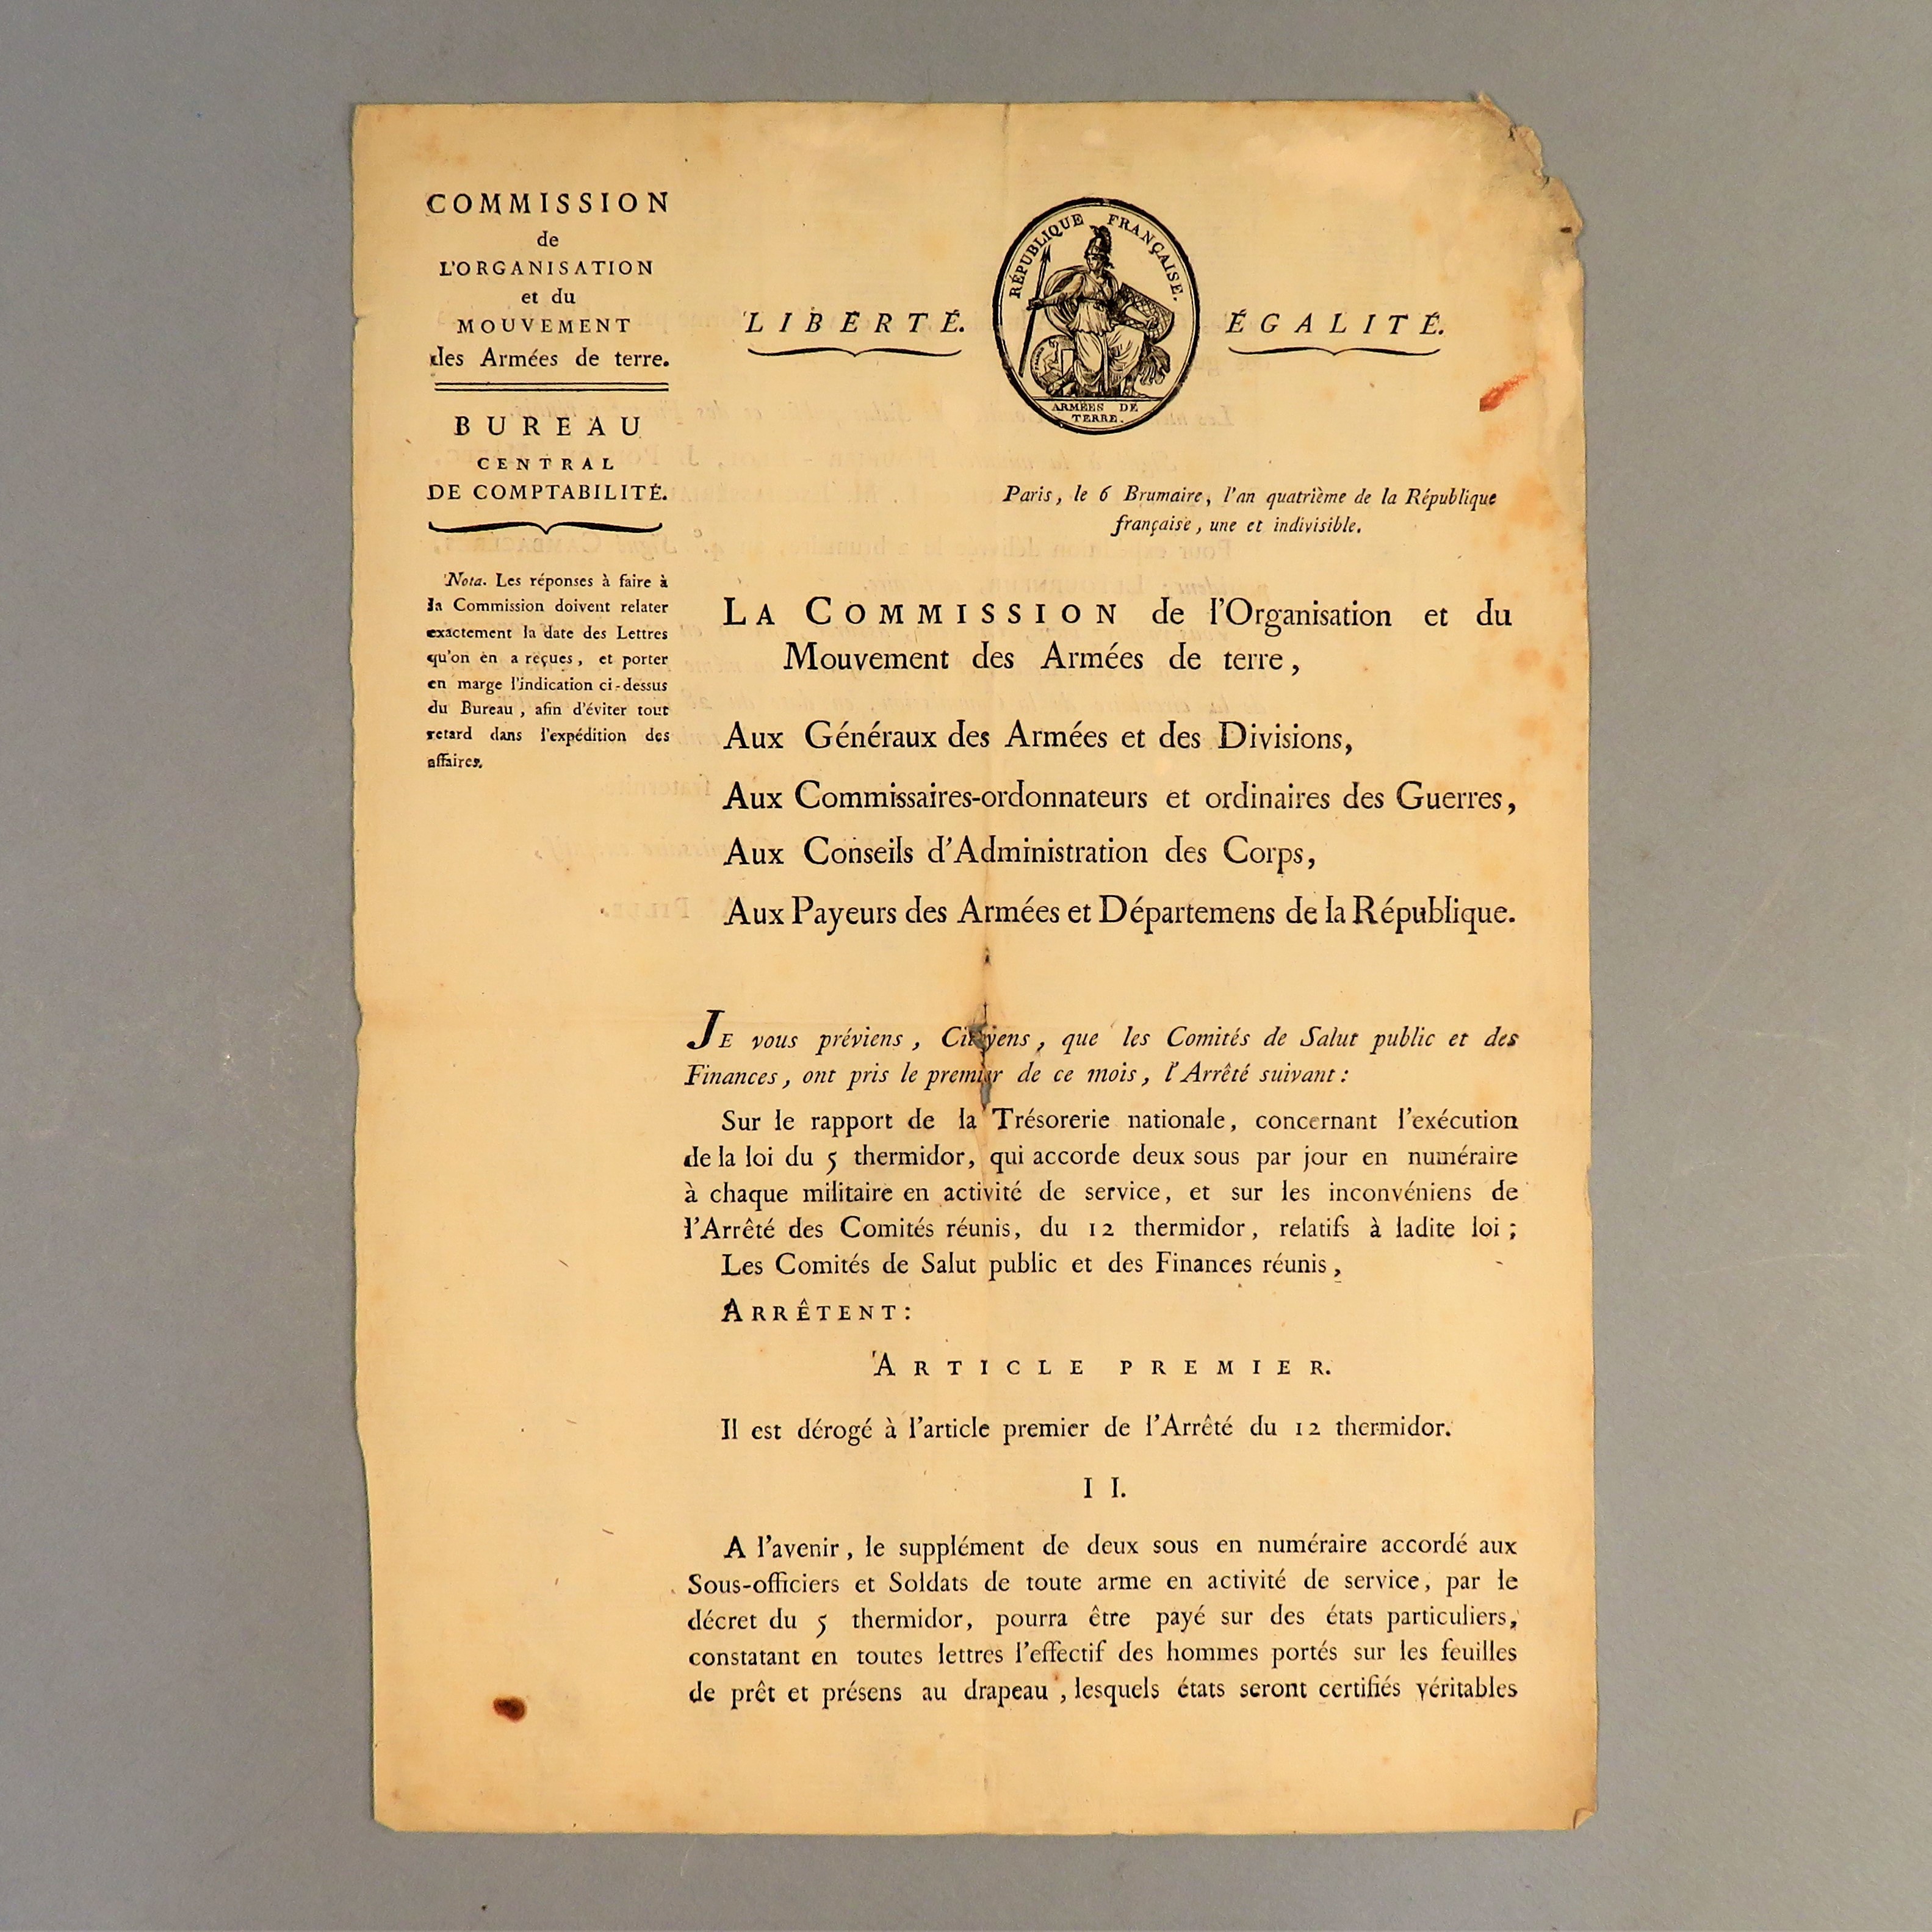 COMMISSION
de
L'ORGANISATION
et du
MOUVEMENT
des Armées de terre.
BUREAU
CENTRAL
DE COMPTABILITÉ.
Nota. Les réponses à faire à
la Commission doivent relater
exactement la date des Lettres
qu'on en a reçues, et porter
en marge l'indication ci-dessus
du Bureau, afin d'éviter tout
retard dans l'expédition des
affaires.
LIBERTÉ.
RÉPUBLIQUE FRANÇAISE.
ARMÉES DE
TERRE.
ÉGALITÉ.
Paris, le 6 Brumaire, l'an quatrième de la République
française, une et indivisible.
LA COMMISSION de l'Organisation et du
Mouvement des Armées de terre,
Aux Généraux des Armées et des Divisions,
Aux Commissaires-ordonnateurs et ordinaires des Guerres,
Aux Conseils d'Administration des Corps,
Aux Payeurs des Armées et Départemens de la République.
JE vous préviens, Citoyens, que les Comités de Salut public et des
Finances, ont pris le premier de ce mois, l'Arrêté suivant :
Sur le rapport de la Trésorerie nationale, concernant l'exécution
de la loi du 5 thermidor, qui accorde deux sous par jour en numéraire
à chaque militaire en activité de service, et sur les inconvéniens de
l'Arrêté des Comités réunis, du 12 thermidor, relatifs à ladite loi ;
Les Comités de Salut public et des Finances réunis,
ARRÊTENT :
ARTICLE PREMIER.
Il est dérogé à l'article premier de l'Arrêté du 12 thermidor.
II.
A l'avenir, le supplément de deux sous en numéraire accordé aux
Sous-officiers et Soldats de toute arme en activité de service, par le
décret du 5 thermidor, pourra être payé sur des états particuliers,
constatant en toutes lettres l'effectif des hommes portés sur les feuilles
de prêt et présens au drapeau, lesquels états seront certifiés véritables